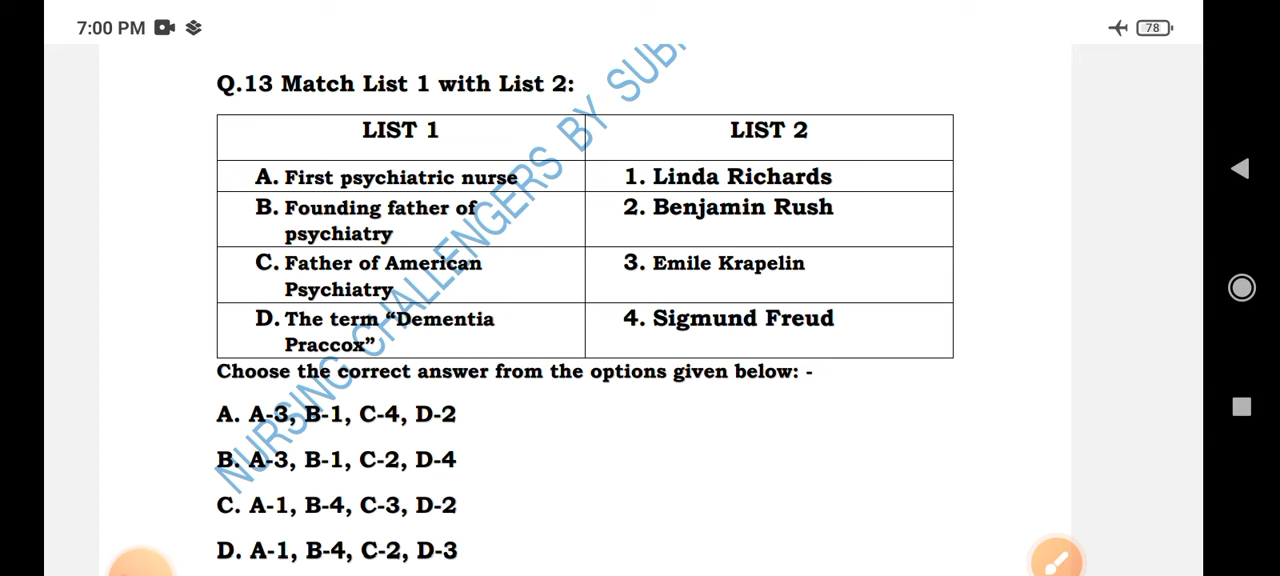 7:00 PM
78
Q.13 Match List 1 with List 2:
LIST 1 LIST 2
A. First psychiatric nurse 1. Linda Richards
B. Founding father of 2. Benjamin Rush
psychiatry
C. Father of American 3. Emile Krapelin
Psychiatry
D. The term “Dementia 4. Sigmund Freud
Praccox”
Choose the correct answer from the options given below: -
A. A-3, B-1, C-4, D-2
B. A-3, B-1, C-2, D-4
C. A-1, B-4, C-3, D-2
D. A-1, B-4, C-2, D-3
NURSING CHALLENGERS BY